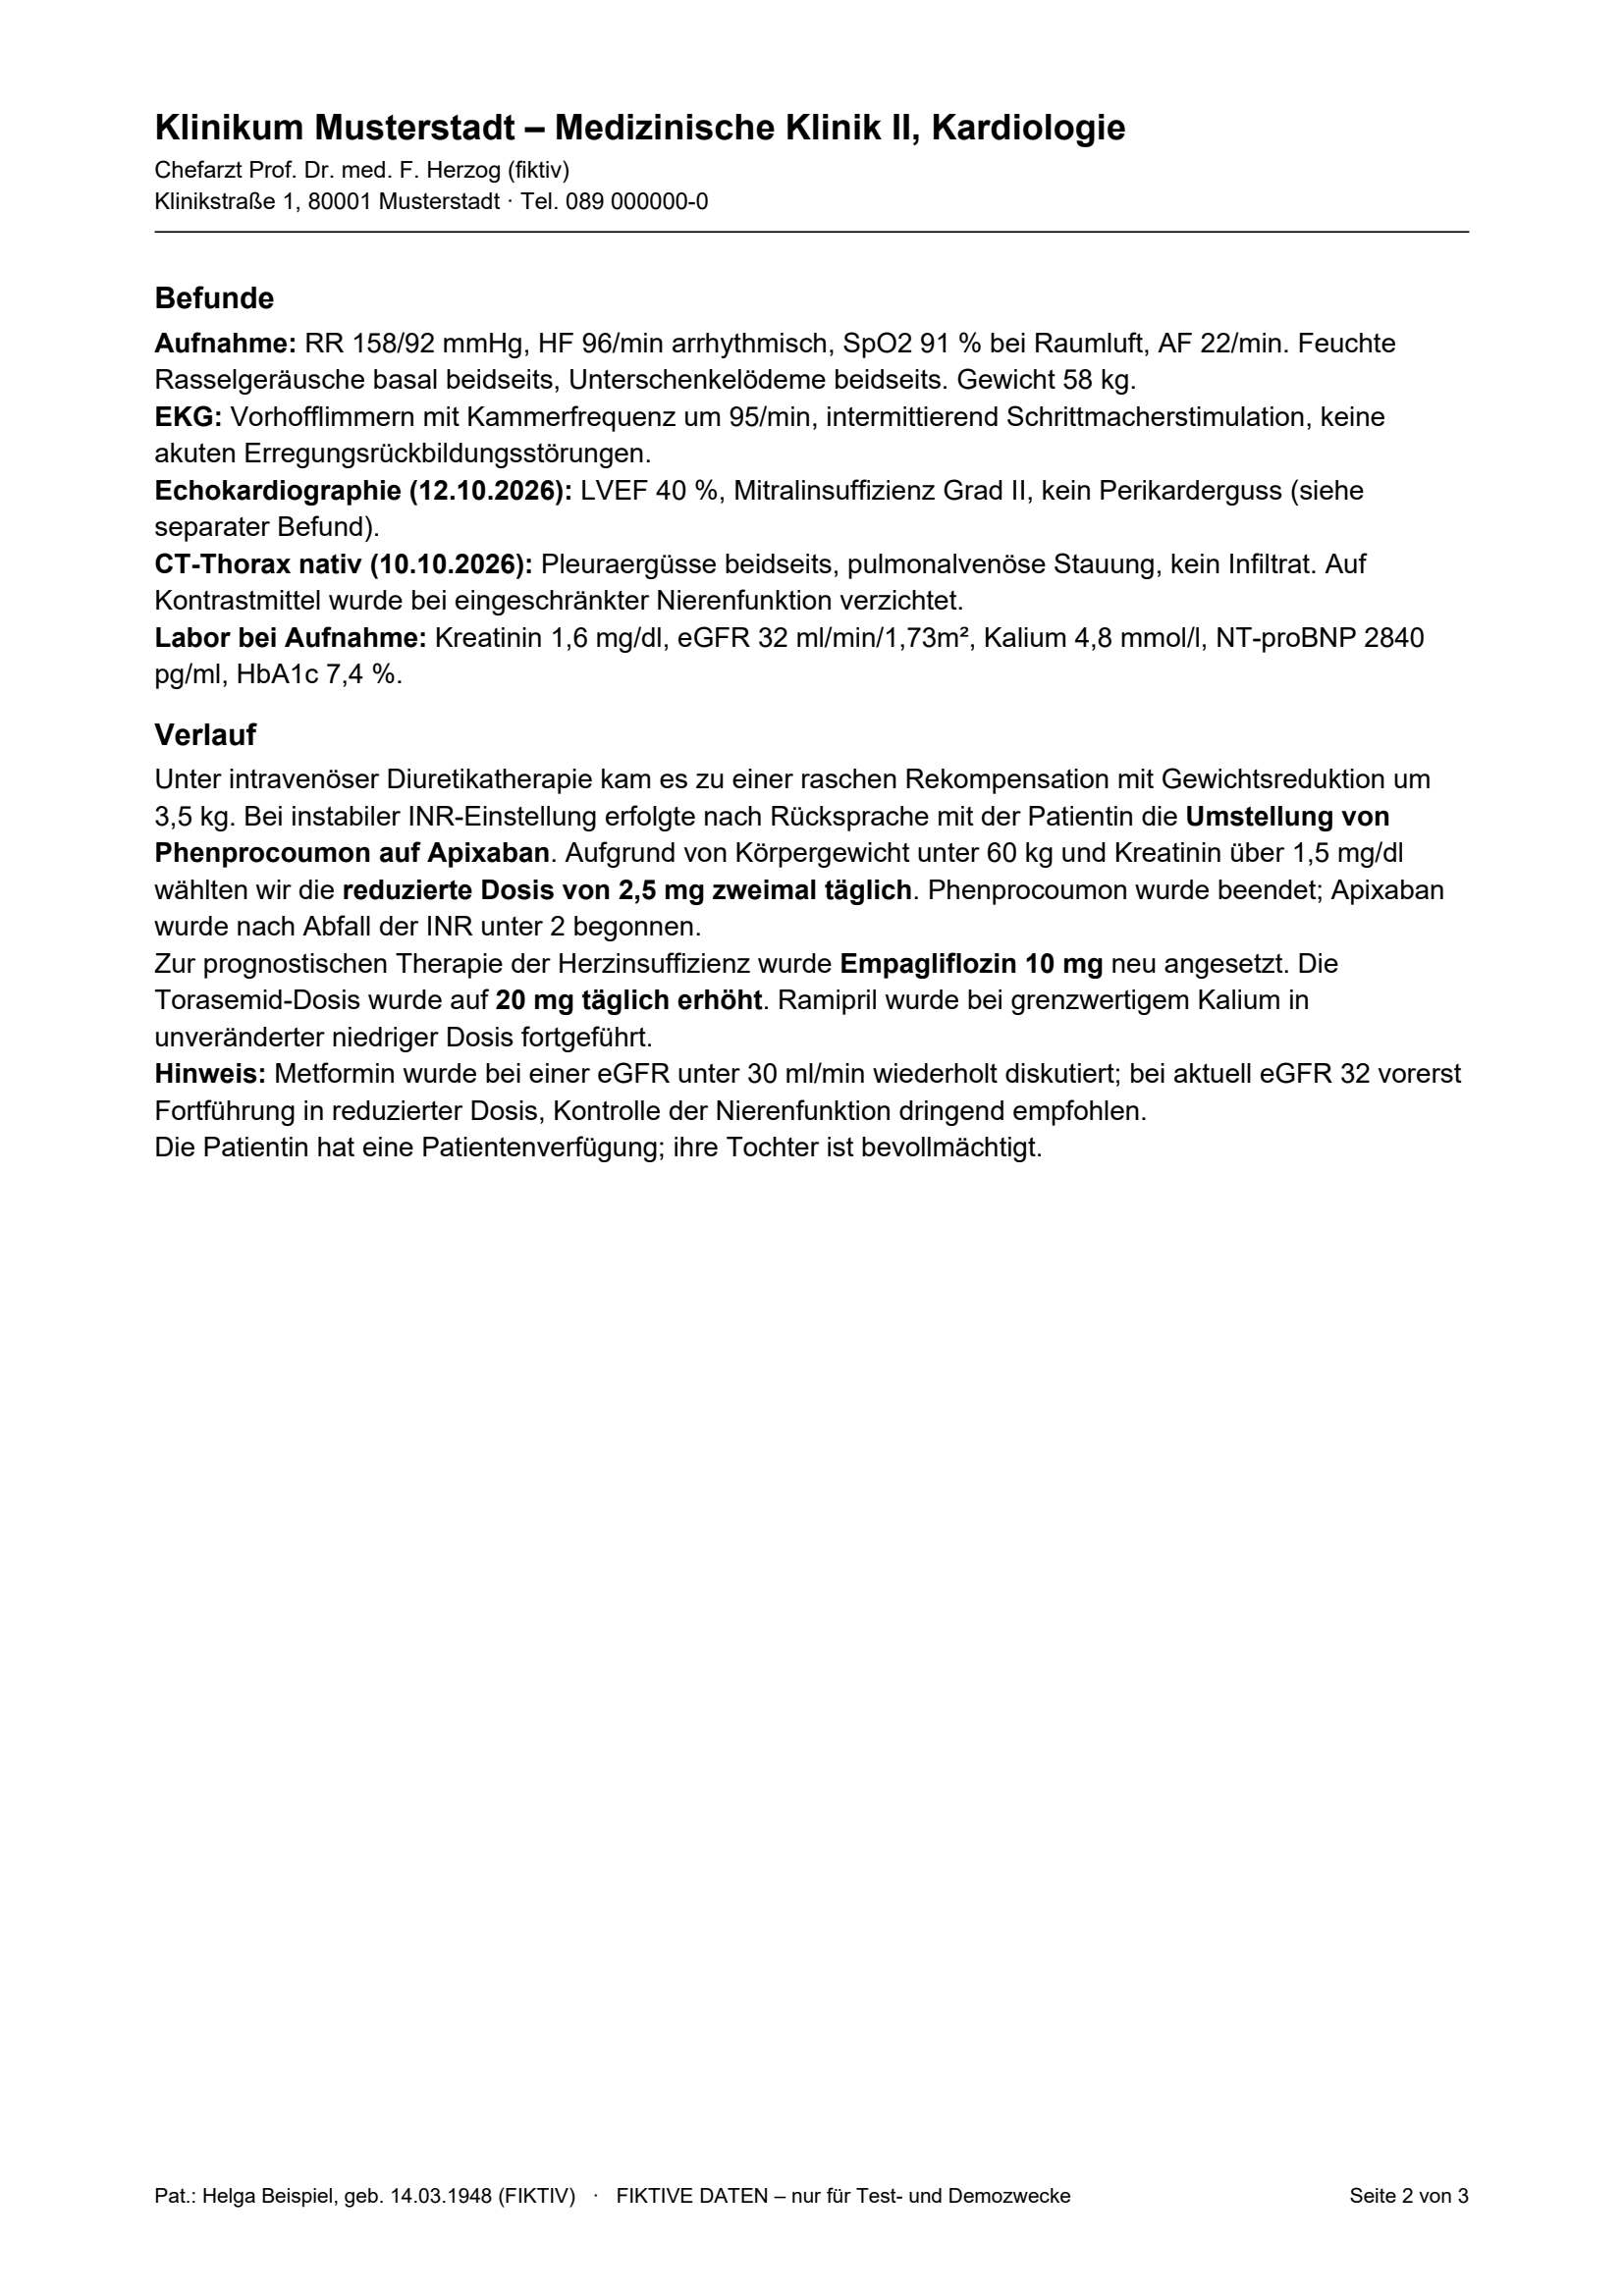 Klinikum Musterstadt – Medizinische Klinik II, Kardiologie
Chefarzt Prof. Dr. med. F. Herzog (fiktiv)
Klinikstraße 1, 80001 Musterstadt · Tel. 089 000000-0
Befunde
Aufnahme: RR 158/92 mmHg, HF 96/min arrhythmisch, SpO2 91 % bei Raumluft, AF 22/min. Feuchte
Rasselgeräusche basal beidseits, Unterschenkelödeme beidseits. Gewicht 58 kg.
EKG: Vorhofflimmern mit Kammerfrequenz um 95/min, intermittierend Schrittmacherstimulation, keine
akuten Erregungsrückbildungsstörungen.
Echokardiographie (12.10.2026): LVEF 40 %, Mitralinsuffizienz Grad II, kein Perikarderguss (siehe
separater Befund).
CT-Thorax nativ (10.10.2026): Pleuraergüsse beidseits, pulmonalvenöse Stauung, kein Infiltrat. Auf
Kontrastmittel wurde bei eingeschränkter Nierenfunktion verzichtet.
Labor bei Aufnahme: Kreatinin 1,6 mg/dl, eGFR 32 ml/min/1,73m², Kalium 4,8 mmol/l, NT-proBNP 2840
pg/ml, HbA1c 7,4 %.
Verlauf
Unter intravenöser Diuretikatherapie kam es zu einer raschen Rekompensation mit Gewichtsreduktion um
3,5 kg. Bei instabiler INR-Einstellung erfolgte nach Rücksprache mit der Patientin die Umstellung von
Phenprocoumon auf Apixaban. Aufgrund von Körpergewicht unter 60 kg und Kreatinin über 1,5 mg/dl
wählten wir die reduzierte Dosis von 2,5 mg zweimal täglich. Phenprocoumon wurde beendet; Apixaban
wurde nach Abfall der INR unter 2 begonnen.
Zur prognostischen Therapie der Herzinsuffizienz wurde Empagliflozin 10 mg neu angesetzt. Die
Torasemid-Dosis wurde auf 20 mg täglich erhöht. Ramipril wurde bei grenzwertigem Kalium in
unveränderter niedriger Dosis fortgeführt.
Hinweis: Metformin wurde bei einer eGFR unter 30 ml/min wiederholt diskutiert; bei aktuell eGFR 32 vorerst
Fortführung in reduzierter Dosis, Kontrolle der Nierenfunktion dringend empfohlen.
Die Patientin hat eine Patientenverfügung; ihre Tochter ist bevollmächtigt.
Pat.: Helga Beispiel, geb. 14.03.1948 (FIKTIV) · FIKTIVE DATEN – nur für Test- und Demozwecke Seite 2 von 3